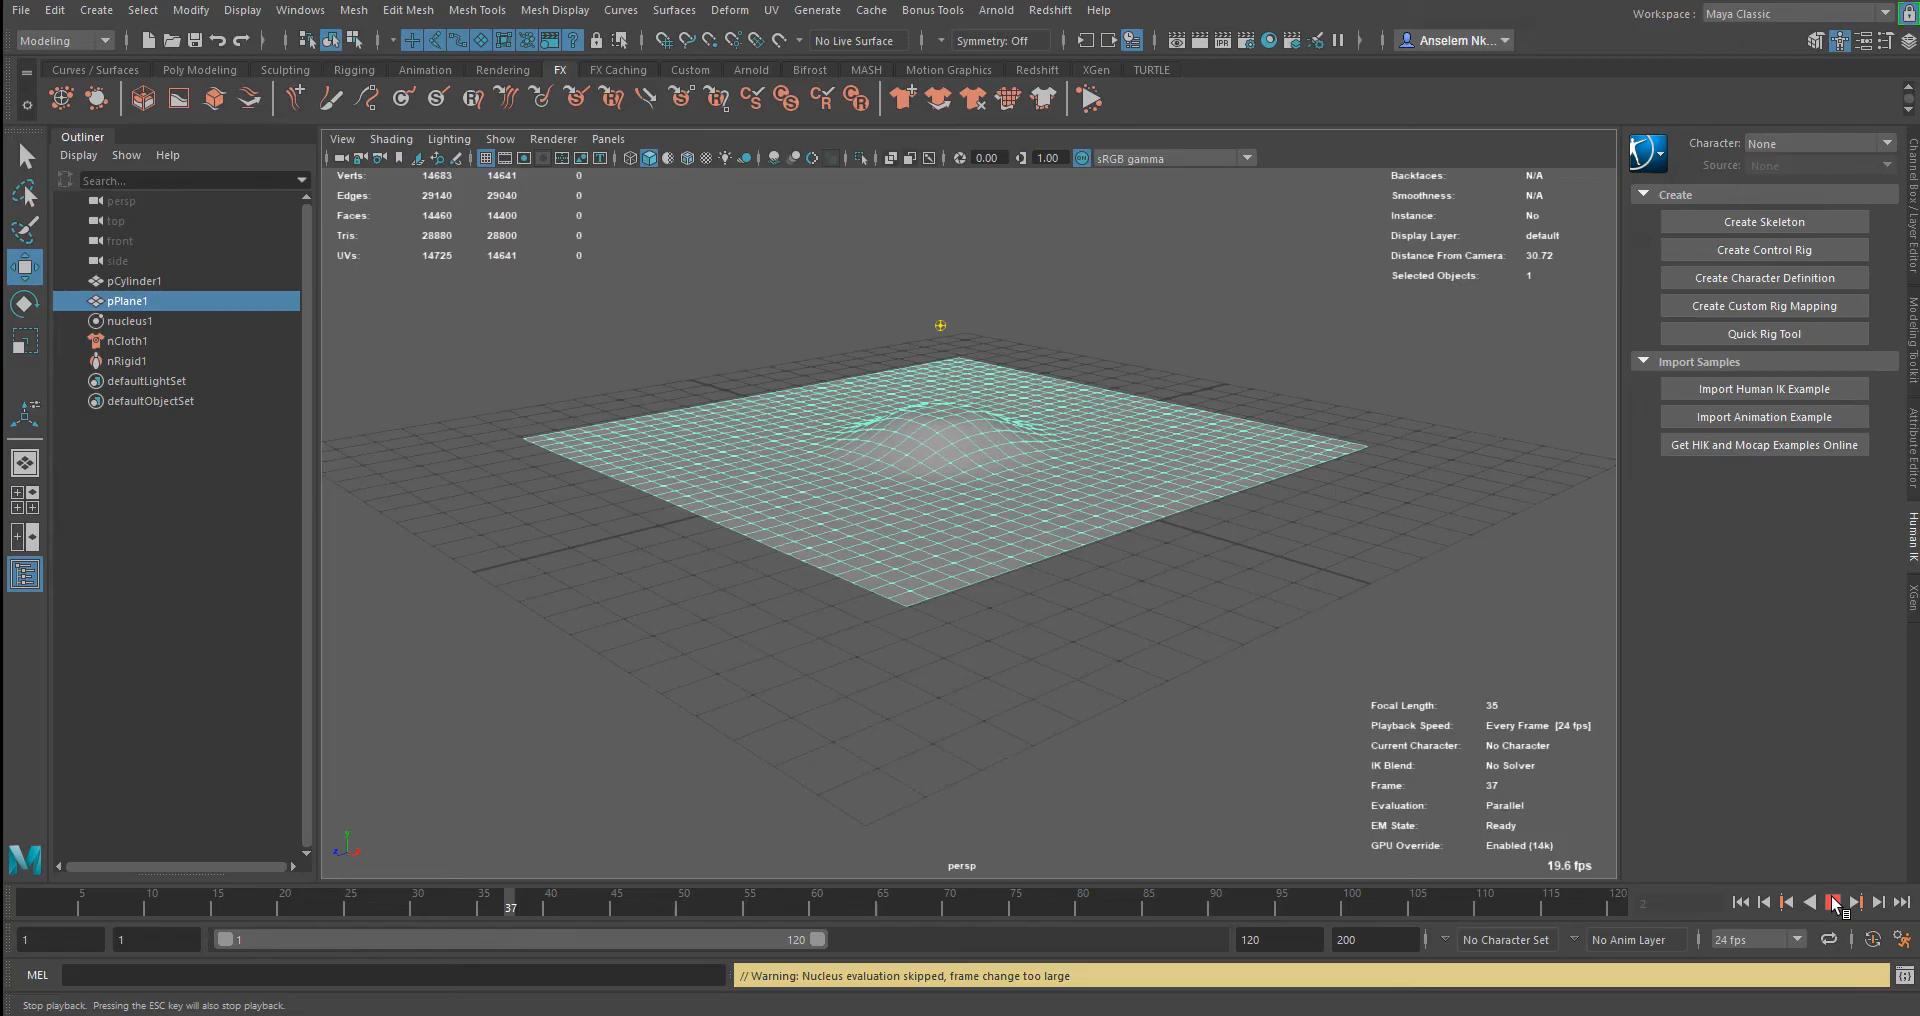 File Edit Create Select Modify Display Windows Mesh Edit Mesh Mesh Tools Mesh Display Curves Surfaces Deform UV Generate Cache Bonus Tools Arnold Redshift Help
Workspace : Maya Classic
Modeling No Live Surface Symmetry: Off Anselem Nk...
Curves / Surfaces Poly Modeling Sculpting Rigging Animation Rendering FX FX Caching Custom Arnold Bifrost MASH Motion Graphics Redshift XGen TURTLE
Outliner
Display Show Help
Search...
persp
top
front
side
pCylinder1
pPlane1
nucleus1
nCloth1
nRigid1
defaultLightSet
defaultObjectSet
View Shading Lighting Show Renderer Panels
0.00 1.00 sRGB gamma
Verts: 14683 14641 0
Edges: 29140 29040 0
Faces: 14460 14400 0
Tris: 28880 28800 0
UVs: 14725 14641 0
Backfaces: N/A
Smoothness: N/A
Instance: No
Display Layer: default
Distance From Camera: 30.72
Selected Objects: 1
Focal Length: 35
Playback Speed: Every Frame [24 fps]
Current Character: No Character
IK Blend: No Solver
Frame: 37
Evaluation: Parallel
EM State: Ready
GPU Override: Enabled (14k)
19.6 fps
persp
Character: None
Source: None
Create
Create Skeleton
Create Control Rig
Create Character Definition
Create Custom Rig Mapping
Quick Rig Tool
Import Samples
Import Human IK Example
Import Animation Example
Get HIK and Mocap Examples Online
Channel Box / Layer Editor
Modeling Toolkit
Attribute Editor
Human IK
XGen
5 10 15 20 25 30 35 40 45 50 55 60 65 70 75 80 85 90 95 100 105 110 115 120
37
2
1 1 1 120 120 200 No Character Set No Anim Layer 24 fps
MEL // Warning: Nucleus evaluation skipped, frame change too large
Stop playback. Pressing the ESC key will also stop playback.